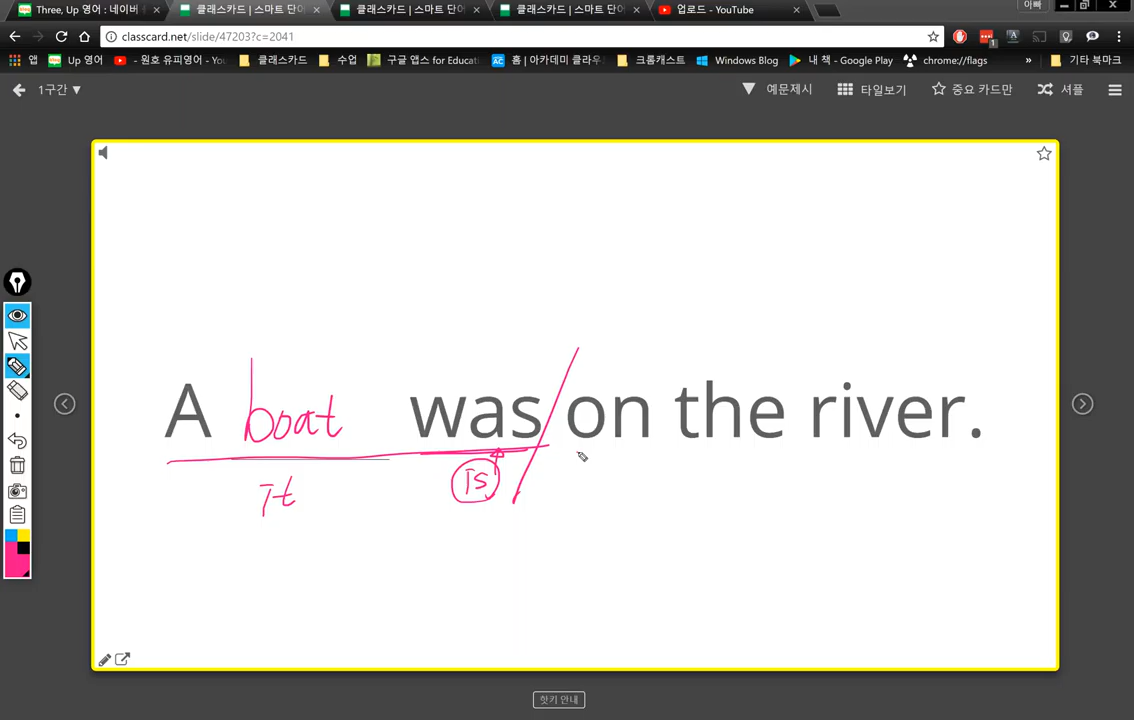 Three, Up 영어 : 네이버 클래스카드 | 스마트 단어 클래스카드 | 스마트 단어 클래스카드 | 스마트 단어 업로드 - YouTube 아빠
classcard.net/slide/47203?c=2041
앱 Up 영어 - 원호 유피영어 - You 클래스카드 수업 구글 앱스 for Educati 홈 | 아카데미 클라우 크롬캐스트 Windows Blog 내 책 - Google Play chrome://flags » 기타 북마크
1구간 ▼ 예문제시 타일보기 중요 카드만 셔플
A boat was / on the river.
It is
핫키 안내